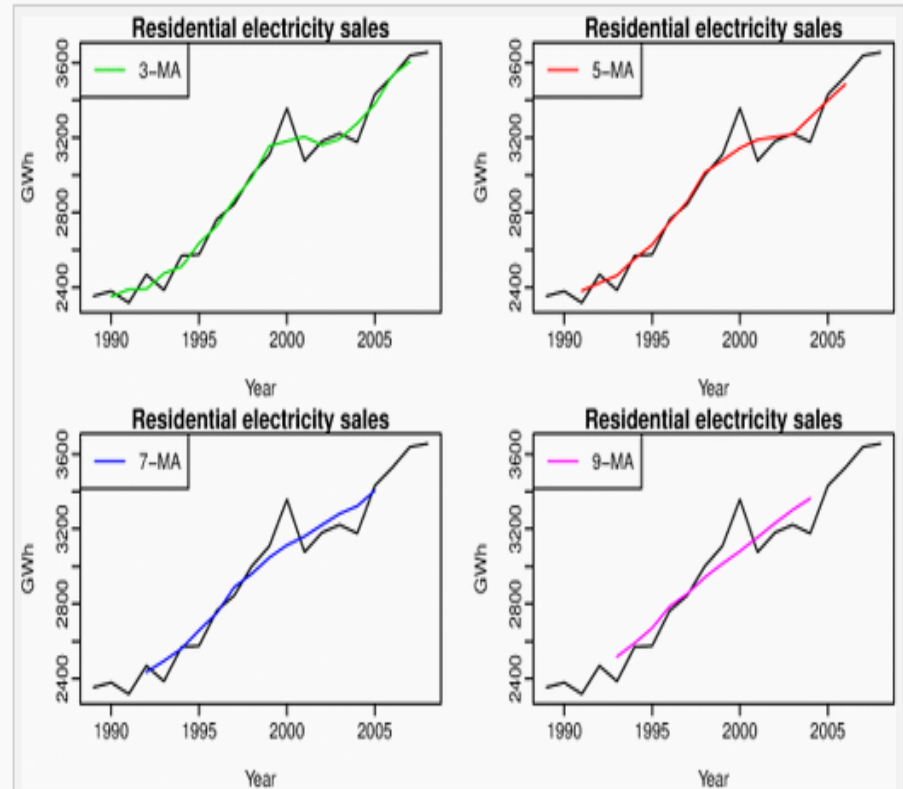 Residential electricity sales
3-MA
GWh
3600
3200
2800
2400
1990 1995 2000 2005
Year
Residential electricity sales
5-MA
GWh
3600
3200
2800
2400
1990 1995 2000 2005
Year
Residential electricity sales
7-MA
GWh
3600
3200
2800
2400
1990 1995 2000 2005
Year
Residential electricity sales
9-MA
GWh
3600
3200
2800
2400
1990 1995 2000 2005
Year